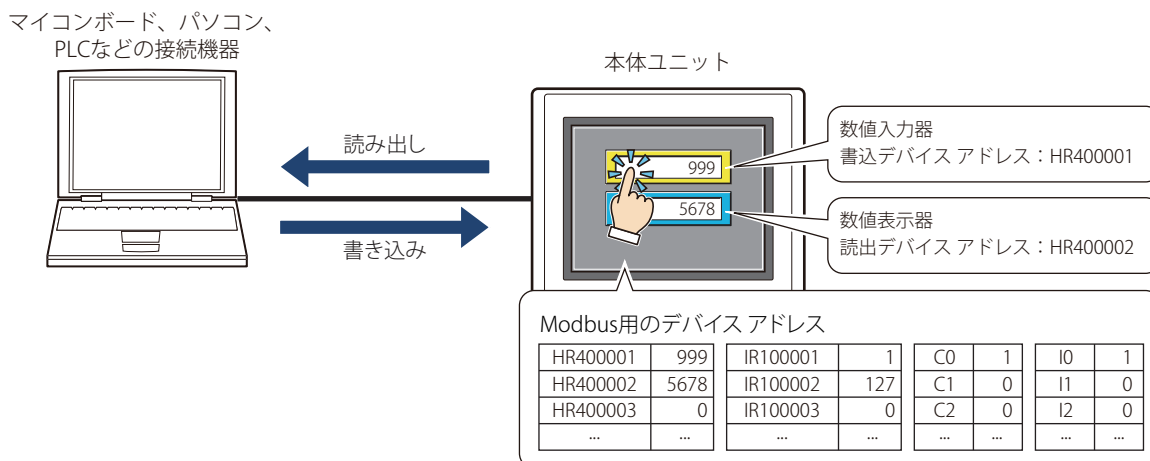 マイコンボード、パソコン、
PLCなどの接続機器
本体ユニット
読み出し
書き込み
999
5678
数値入力器
書込デバイス アドレス：HR400001
数値表示器
読出デバイス アドレス：HR400002
Modbus用のデバイス アドレス
HR400001 999 IR100001 1 C0 1 I0 1
HR400002 5678 IR100002 127 C1 0 I1 0
HR400003 0 IR100003 0 C2 0 I2 0
... ... ... ... ... ... ... ...